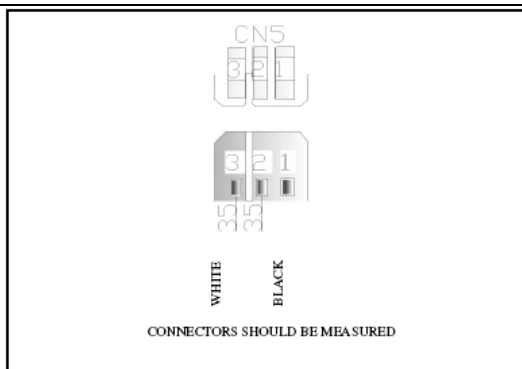 CN5
3 2 1
3 2 1
35 35
WHITE BLACK
CONNECTORS SHOULD BE MEASURED